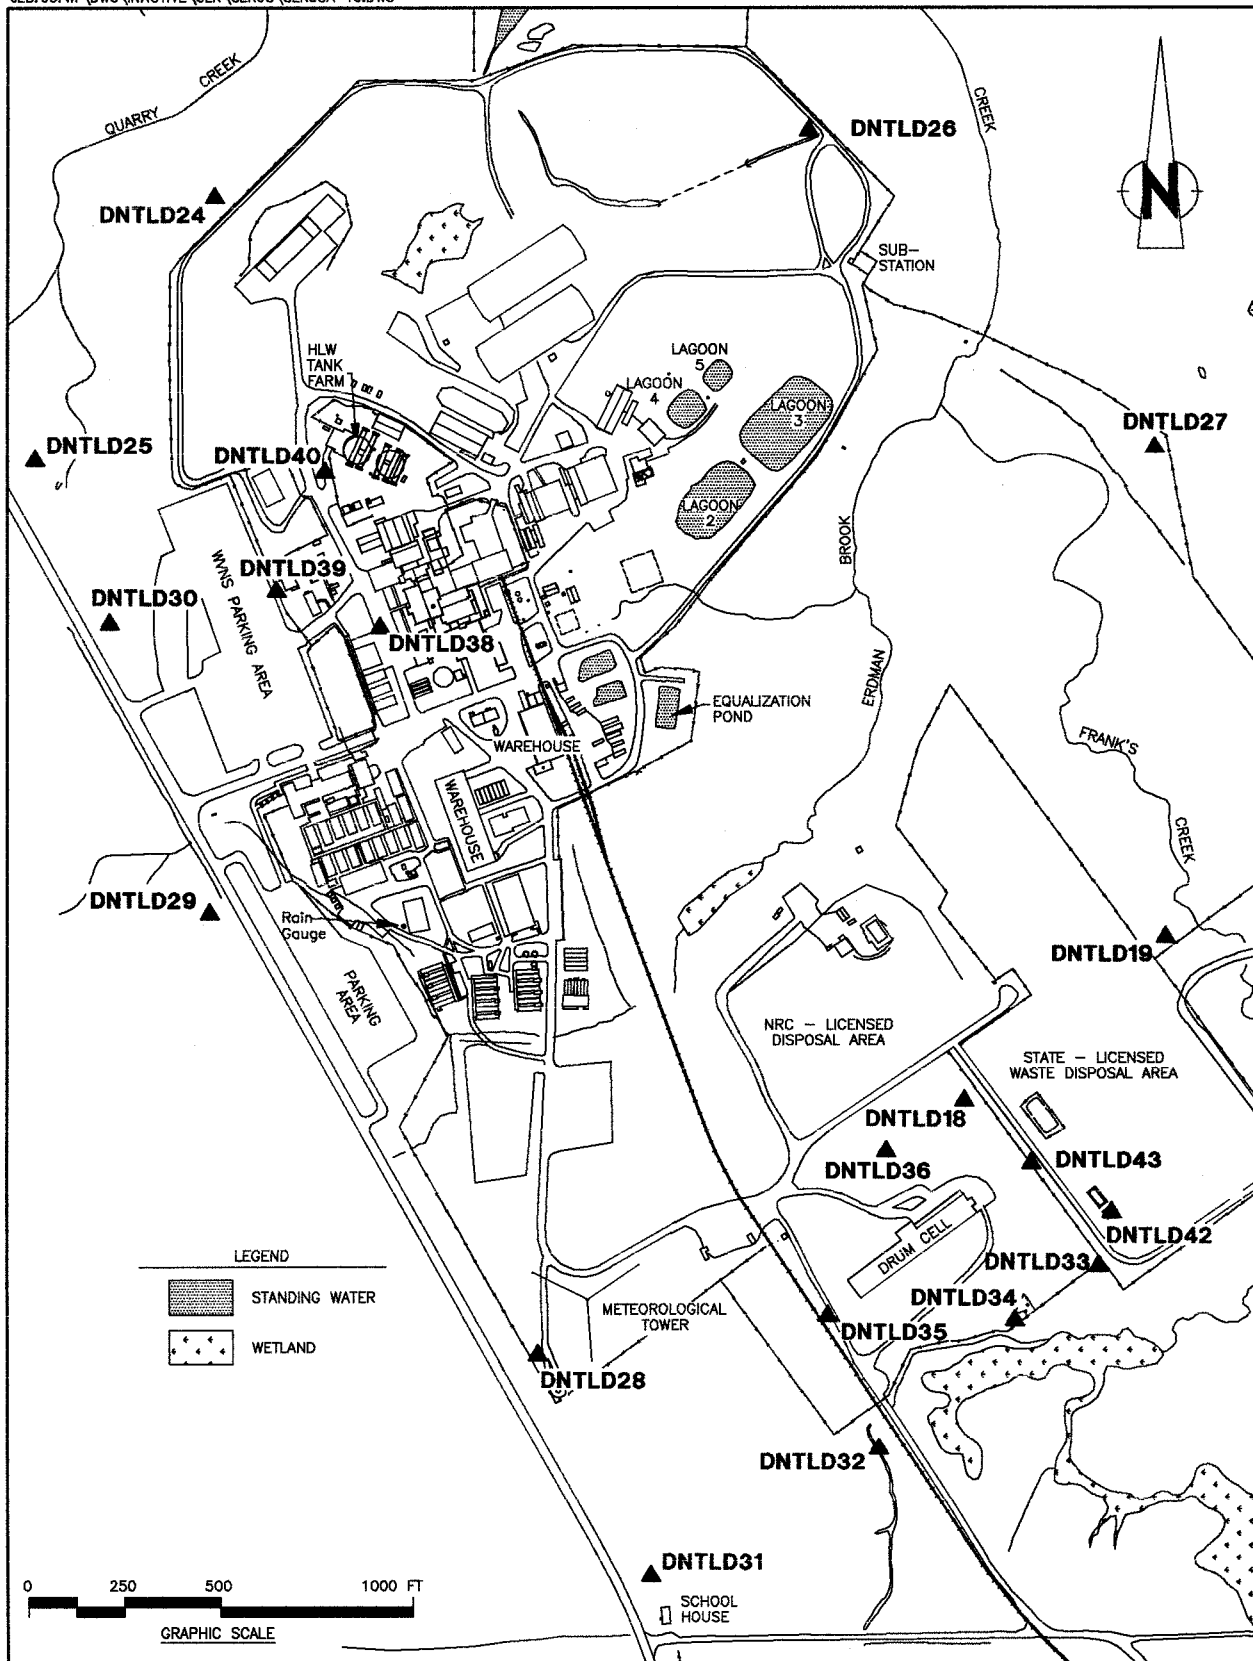 CREEK
QUARRY
CREEK
DNTLD26
N
DNTLD24
SUB-
STATION
HLW
TANK
FARM
LAGOON
5
LAGOON
4
LAGOON
3
DNTLD27
DNTLD25
DNTLD40
LAGOON
2
BROOK
WVNS PARKING AREA
DNTLD39
DNTLD30
DNTLD38
ERDMAN
EQUALIZATION
POND
WAREHOUSE
FRANK'S
CREEK
WAREHOUSE
DNTLD29
Rain
Gauge
DNTLD19
PARKING
AREA
NRC - LICENSED
DISPOSAL AREA
STATE - LICENSED
WASTE DISPOSAL AREA
DNTLD18
DNTLD36
DNTLD43
DNTLD42
DRUM CELL
DNTLD33
LEGEND
STANDING WATER
WETLAND
METEOROLOGICAL
TOWER
DNTLD34
DNTLD35
DNTLD28
DNTLD32
DNTLD31
SCHOOL
HOUSE
0 250 500 1000 FT
GRAPHIC SCALE